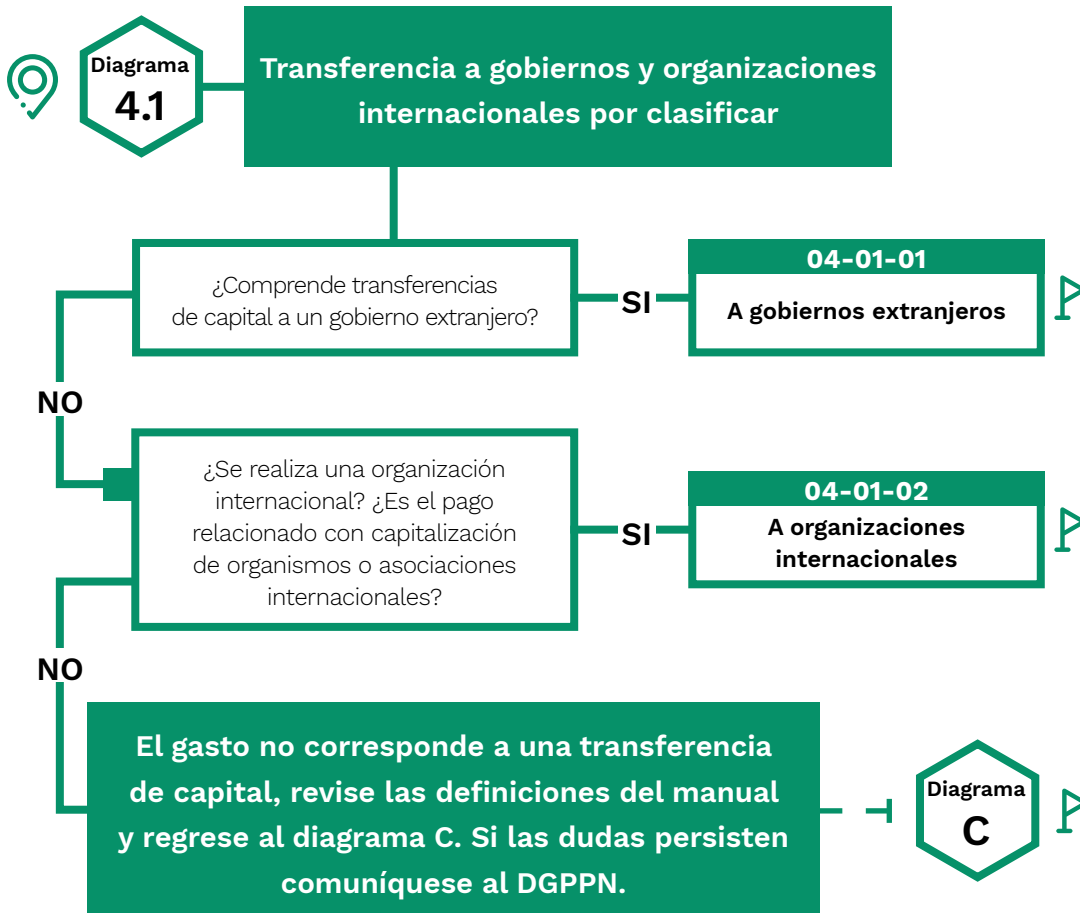 Diagrama
4.1
Transferencia a gobiernos y organizaciones
internacionales por clasificar
¿Comprende transferencias
de capital a un gobierno extranjero?
SI
04-01-01
A gobiernos extranjeros
NO
¿Se realiza una organización
internacional? ¿Es el pago
relacionado con capitalización
de organismos o asociaciones
internacionales?
SI
04-01-02
A organizaciones
internacionales
NO
El gasto no corresponde a una transferencia
de capital, revise las definiciones del manual
y regrese al diagrama C. Si las dudas persisten
comuníquese al DGPPN.
Diagrama
C